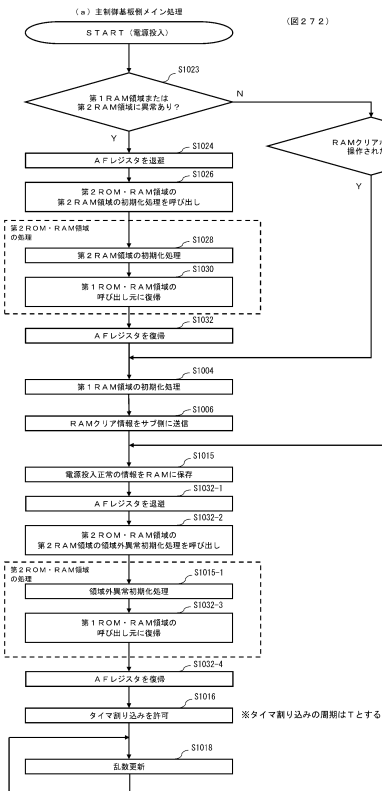 (a) 主制御基板側メイン処理
(図272)
START(電源投入)
S1023
第1RAM領域または
第2RAM領域に異常あり?
N
Y
RAMクリアボ
操作された
Y
S1024
AFレジスタを退避
S1026
第2ROM・RAM領域の
第2RAM領域の初期化処理を呼び出し
第2ROM・RAM領域
の処理
S1028
第2RAM領域の初期化処理
S1030
第1ROM・RAM領域の
呼び出し元に復帰
S1032
AFレジスタを復帰
S1004
第1RAM領域の初期化処理
S1006
RAMクリア情報をサブ側に送信
S1015
電源投入正常の情報をRAMに保存
S1032-1
AFレジスタを退避
S1032-2
第2ROM・RAM領域の
第2RAM領域の領域外異常初期化処理を呼び出し
第2ROM・RAM領域
の処理
S1015-1
領域外異常初期化処理
S1032-3
第1ROM・RAM領域の
呼び出し元に復帰
S1032-4
AFレジスタを復帰
S1016
タイマ割り込みを許可
※タイマ割り込みの周期はTとする
S1018
乱数更新